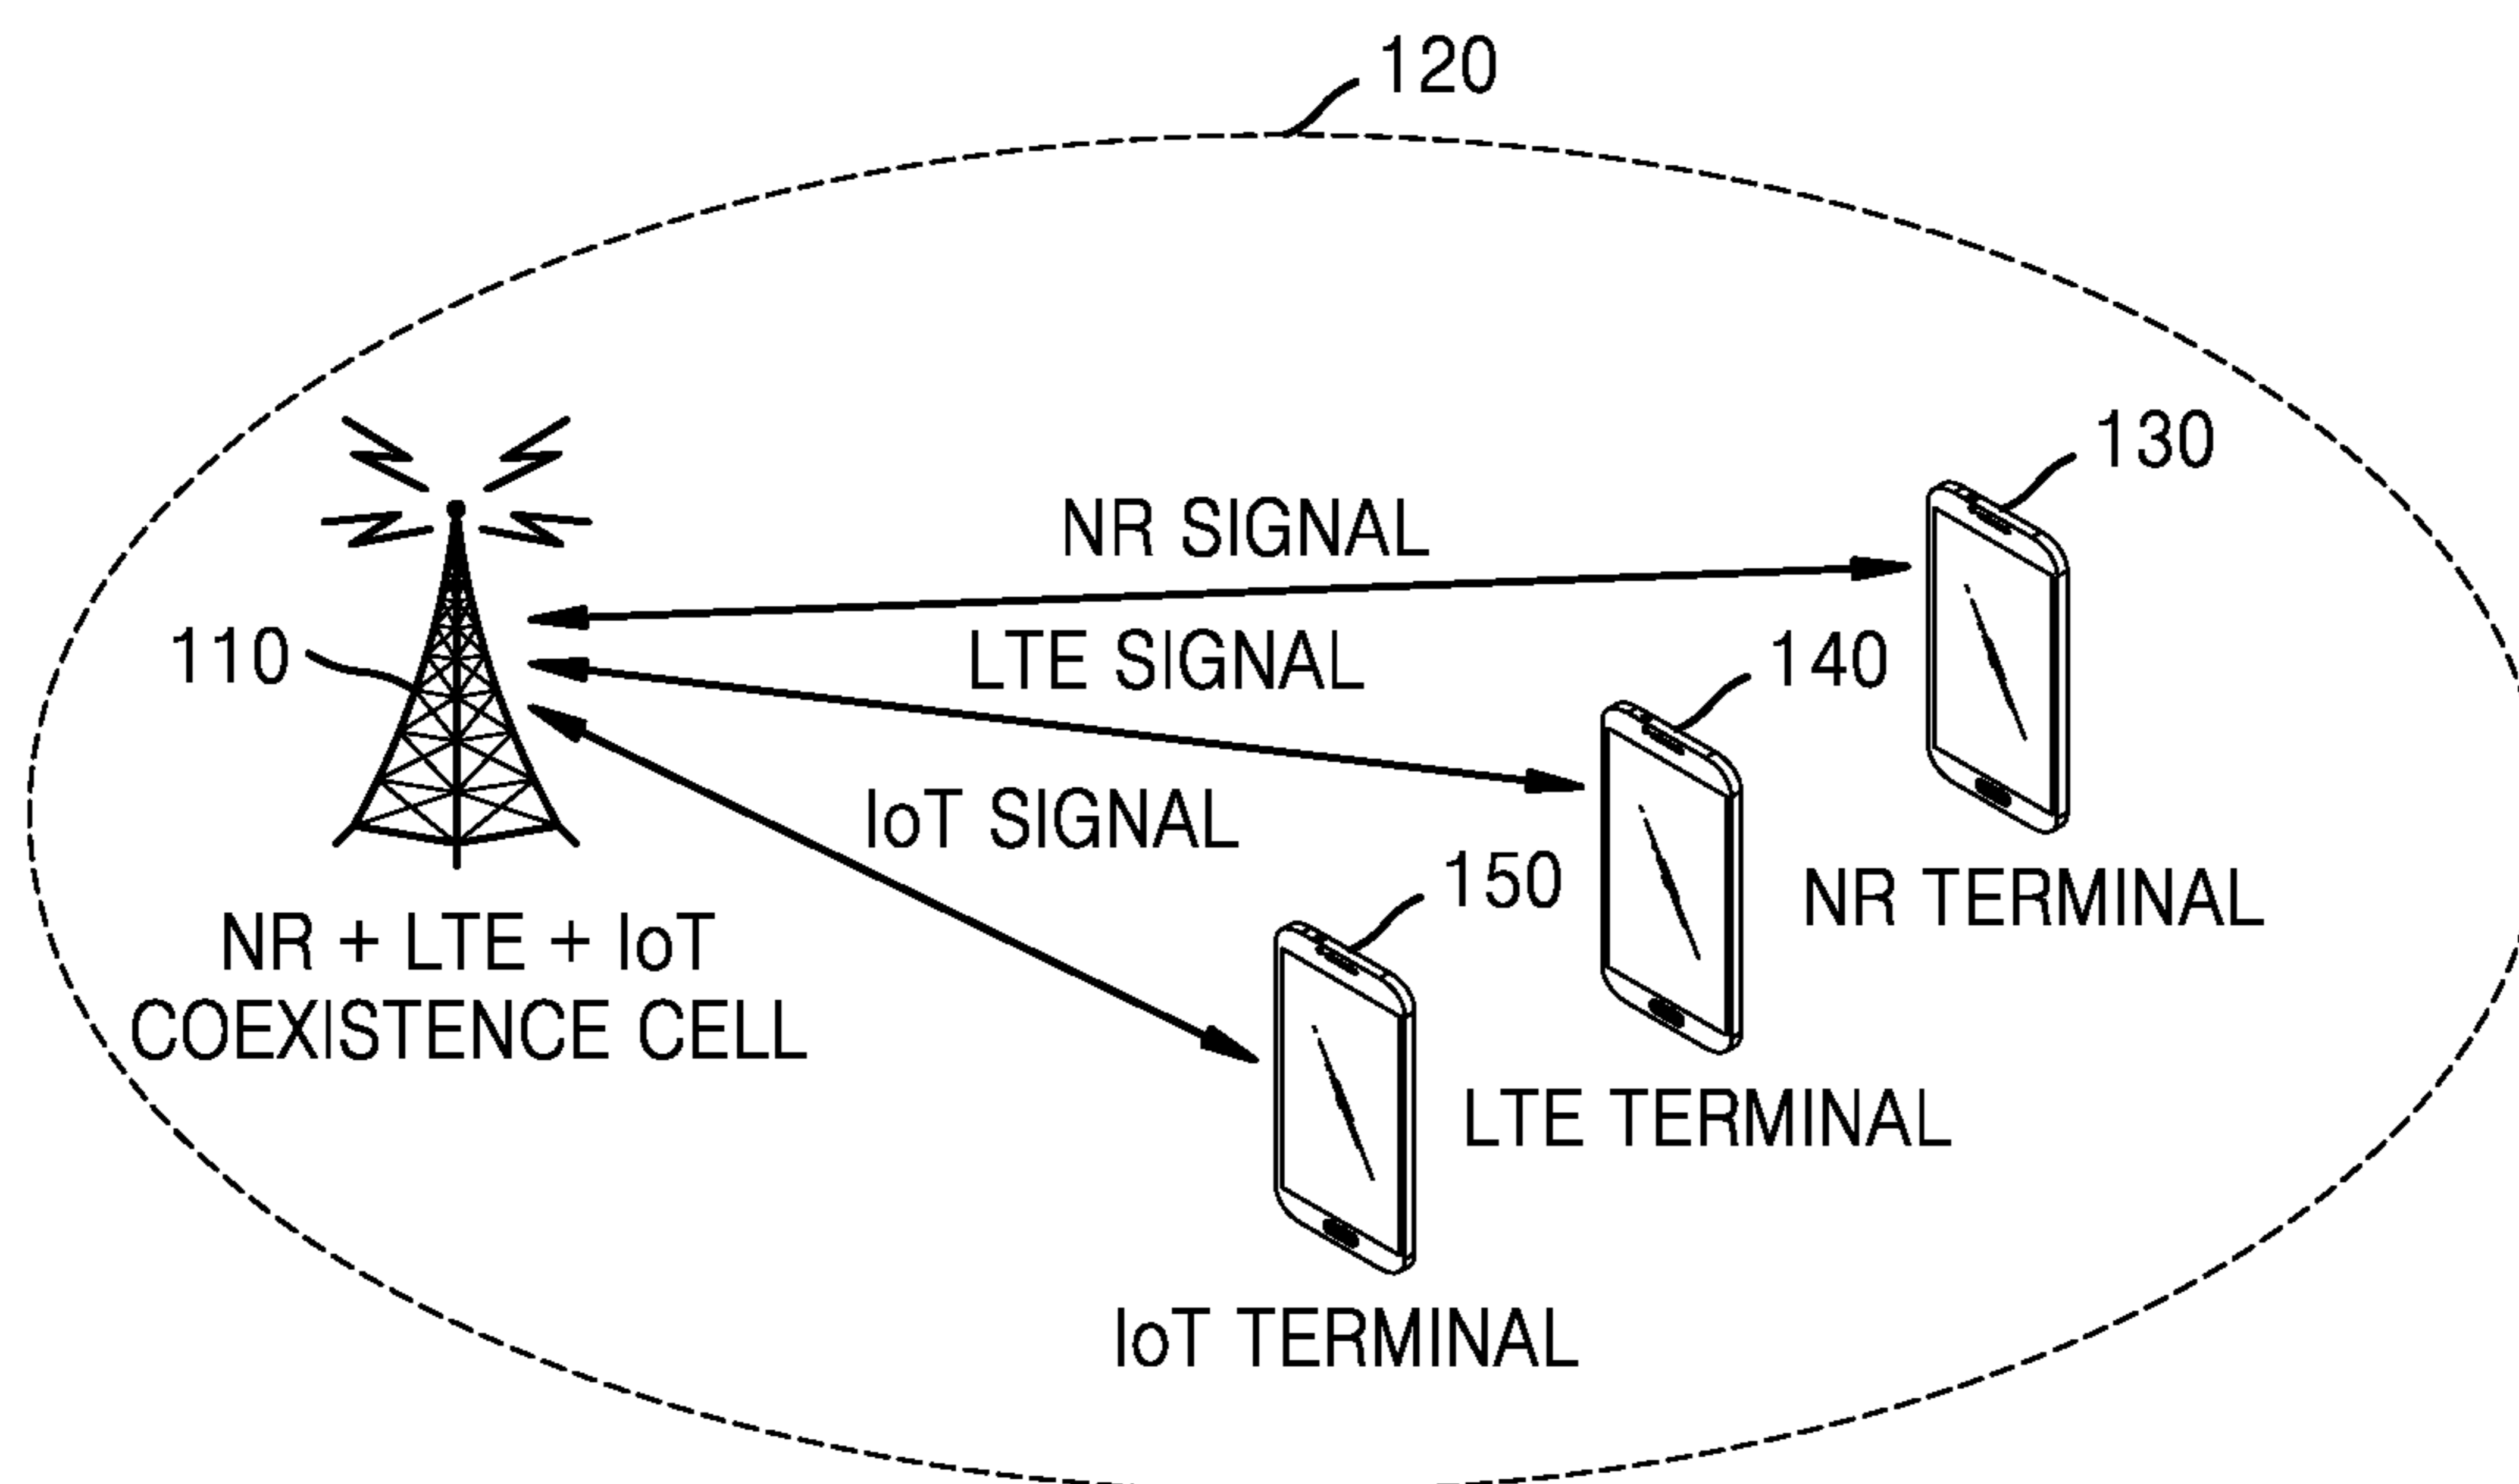 120
130
NR SIGNAL
110
LTE SIGNAL
140
IoT SIGNAL
150
NR TERMINAL
NR + LTE + IoT
COEXISTENCE CELL
LTE TERMINAL
IoT TERMINAL